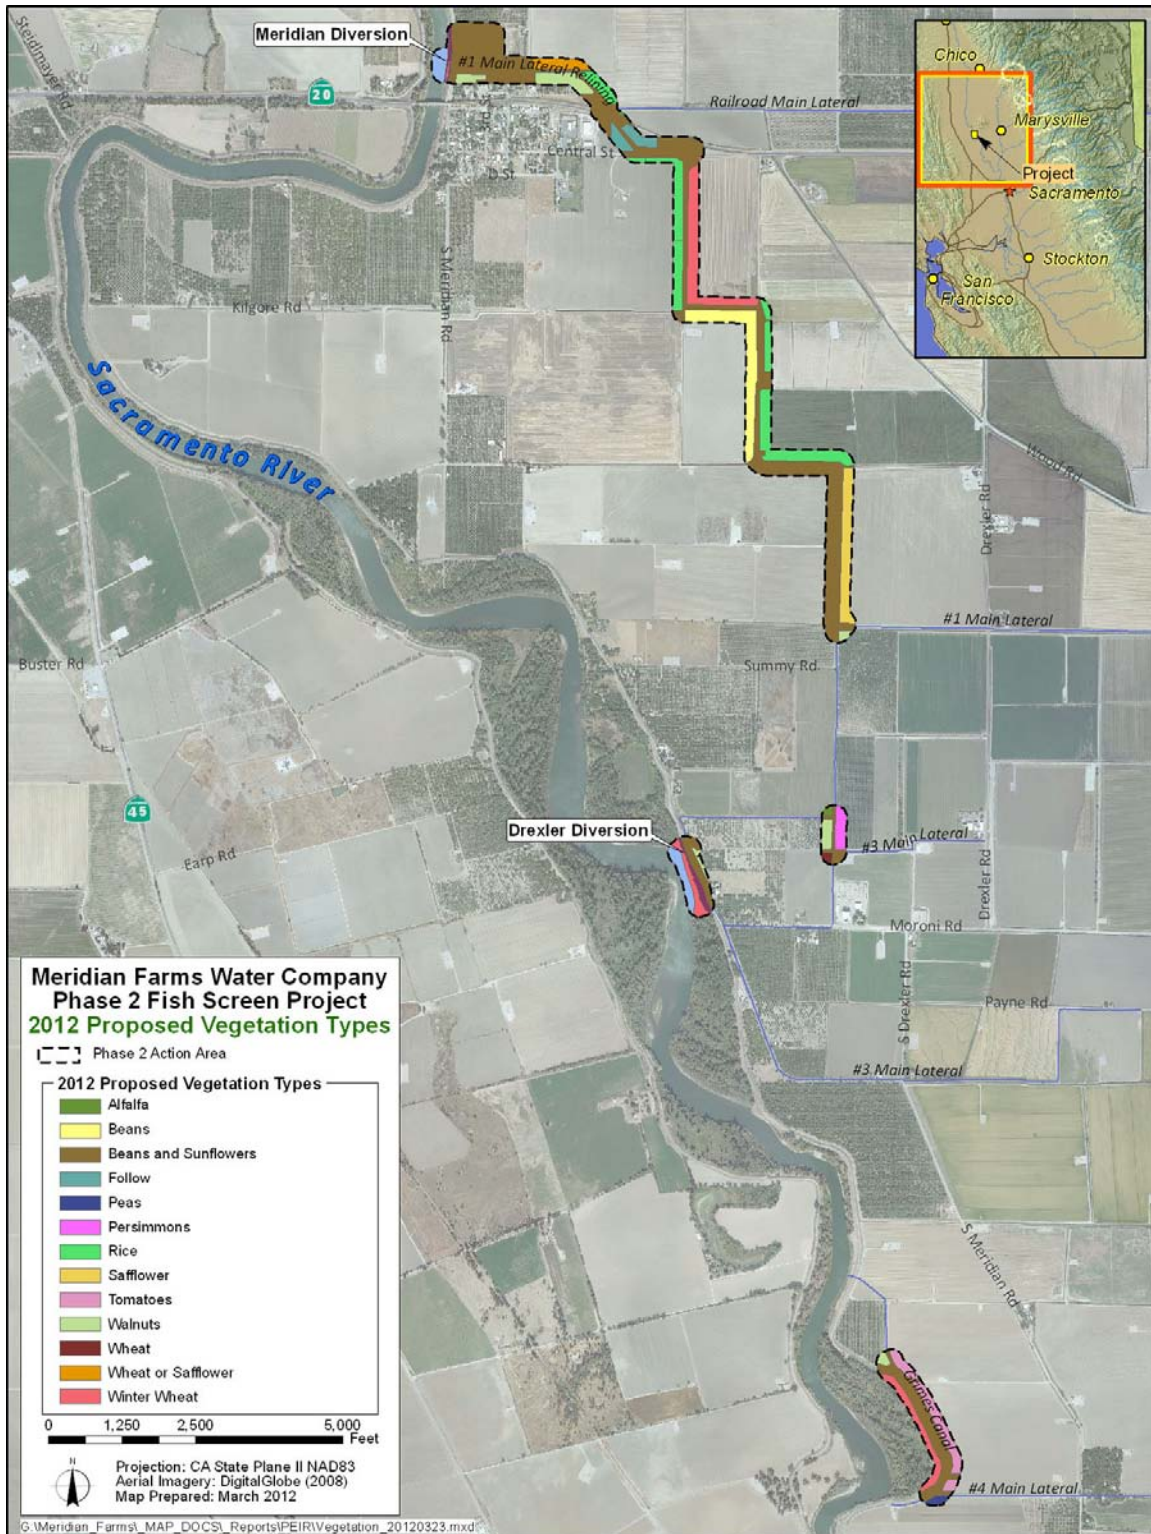 Steidlmayer Rd
Meridian Diversion
20
#1 Main Lateral Relining
3rd St
Railroad Main Lateral
Central St
D St
Chico
Marysville
Project
Sacramento
Stockton
San
Francisco
S Meridian Rd
Kilgore Rd
Sacramento River
Wood Rd
Drexler Rd
#1 Main Lateral
Buster Rd
Summy Rd
45
Drexler Diversion
#3 Main Lateral
Earp Rd
Drexler Rd
Moroni Rd
S Drexler Rd
Payne Rd
#3 Main Lateral
S Meridian Rd
Grimes Canal
#4 Main Lateral
Meridian Farms Water Company
Phase 2 Fish Screen Project
2012 Proposed Vegetation Types
Phase 2 Action Area
2012 Proposed Vegetation Types
Alfalfa
Beans
Beans and Sunflowers
Follow
Peas
Persimmons
Rice
Safflower
Tomatoes
Walnuts
Wheat
Wheat or Safflower
Winter Wheat
0 1,250 2,500 5,000
Feet
N
Projection: CA State Plane II NAD83
Aerial Imagery: DigitalGlobe (2008)
Map Prepared: March 2012
G:\Meridian_Farms\_MAP_DOCS\_Reports\PEIR\Vegetation_20120323.mxd